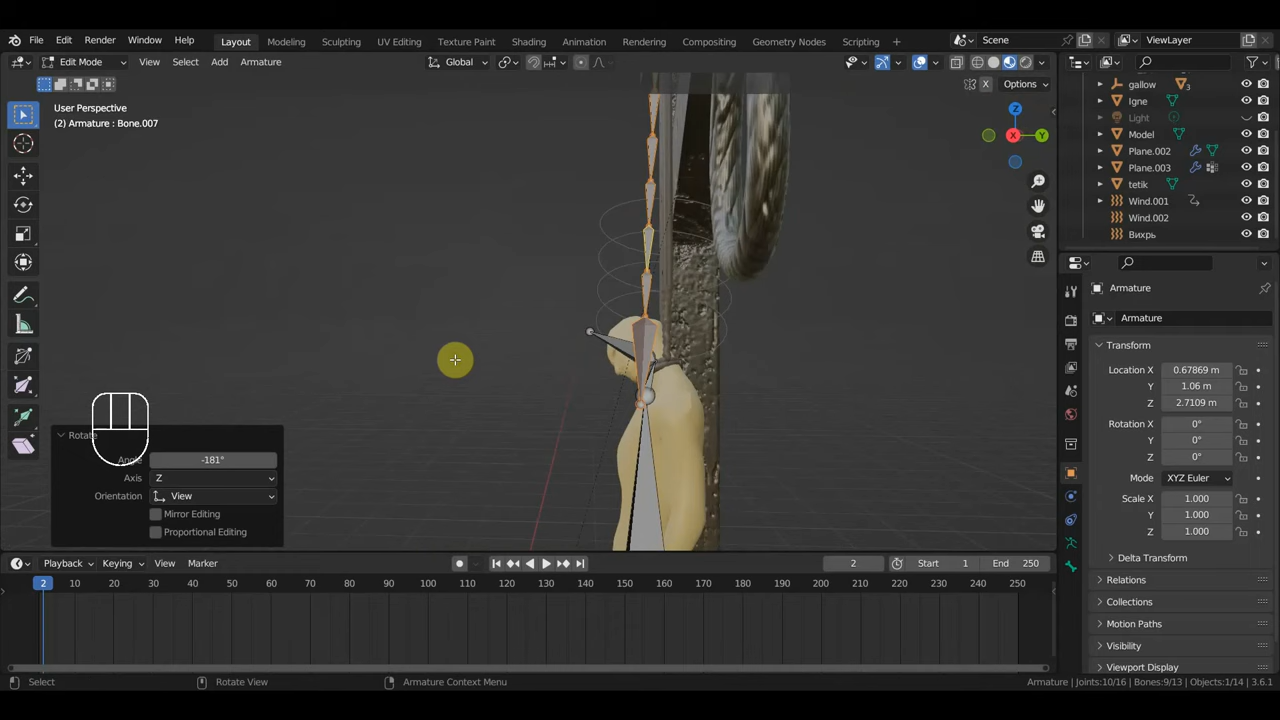 File Edit Render Window Help Layout Modeling Sculpting UV Editing Texture Paint Shading Animation Rendering Compositing Geometry Nodes Scripting + Scene ViewLayer
Edit Mode View Select Add Armature Global
X Options
User Perspective
(2) Armature : Bone.007
Z
X
Y
gallow 3
Igne
Light
Model
Plane.002
Plane.003
tetik
Wind.001
Wind.002
Вихрь
Armature
Armature
Transform
Location X 0.67869 m
Y 1.06 m
Z 2.7109 m
Rotation X 0°
Y 0°
Z 0°
Mode XYZ Euler
Scale X 1.000
Y 1.000
Z 1.000
Delta Transform
Relations
Collections
Motion Paths
Visibility
Viewport Display
Rotate
Angle -181°
Axis Z
Orientation View
Mirror Editing
Proportional Editing
Playback Keying View Marker 2 Start 1 End 250
2 10 20 30 40 50 60 70 80 90 100 110 120 130 140 150 160 170 180 190 200 210 220 230 240 250
Select Rotate View Armature Context Menu Armature | Joints:10/16 | Bones:9/13 | Objects:1/14 | 3.6.1